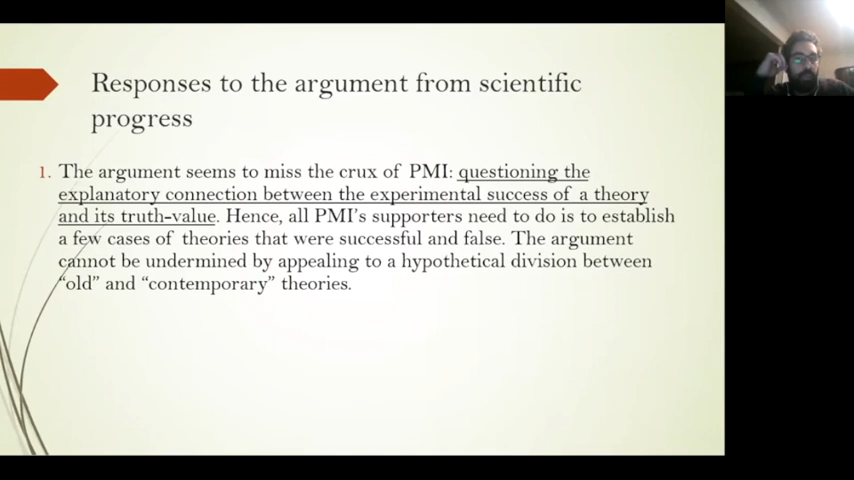 Responses to the argument from scientific
progress
1. The argument seems to miss the crux of PMI: questioning the
explanatory connection between the experimental success of a theory
and its truth-value. Hence, all PMI's supporters need to do is to establish
a few cases of theories that were successful and false. The argument
cannot be undermined by appealing to a hypothetical division between
“old” and “contemporary” theories.